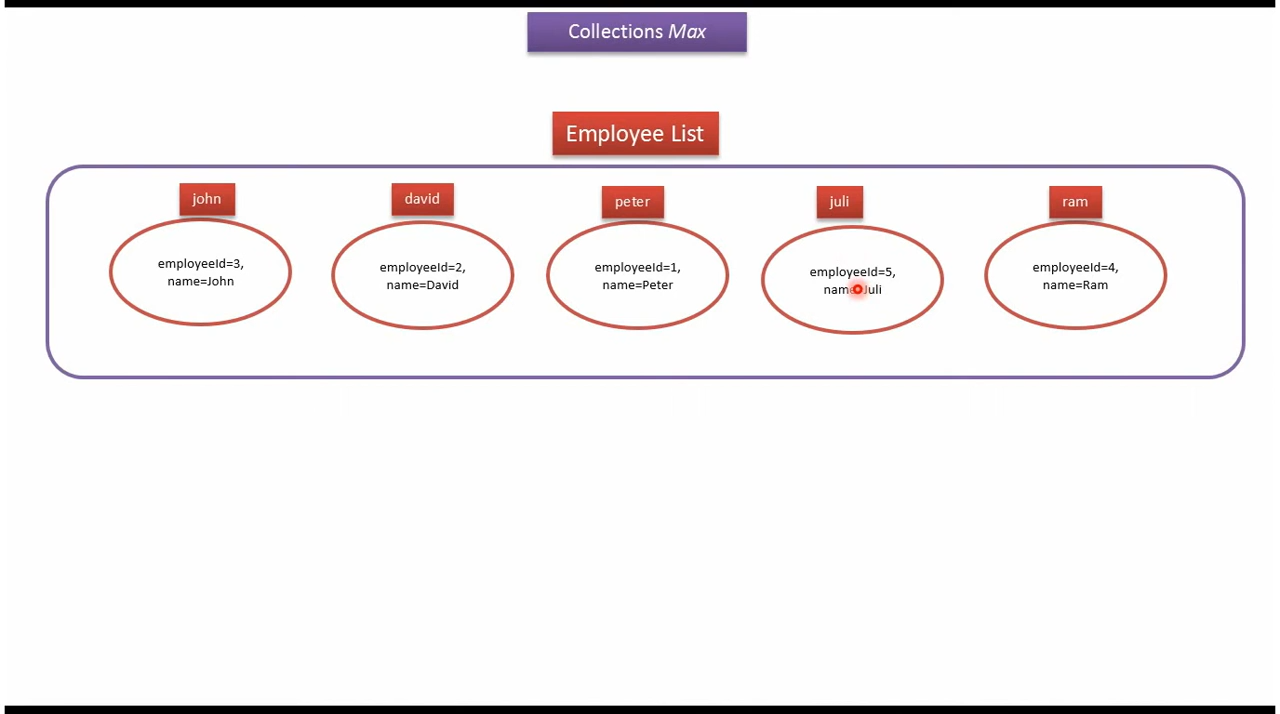 Collections Max
Employee List
john
david
peter
juli
ram
employeeId=3,
name=John
employeeId=2,
name=David
employeeId=1,
name=Peter
employeeId=5,
name=Juli
employeeId=4,
name=Ram